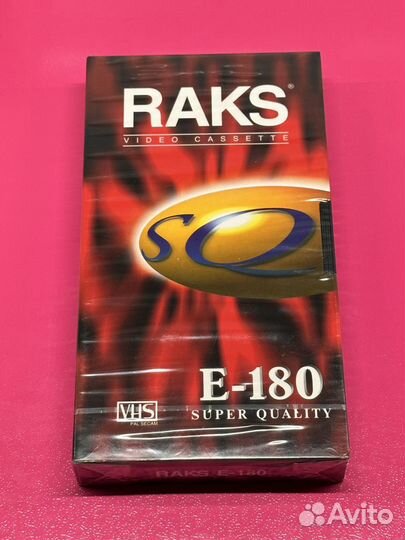 RAKS®
VIDEO CASSETTE
SQ
E-180
SUPER QUALITY
VHS
PAL SECAM
RAKS E-180
Avito